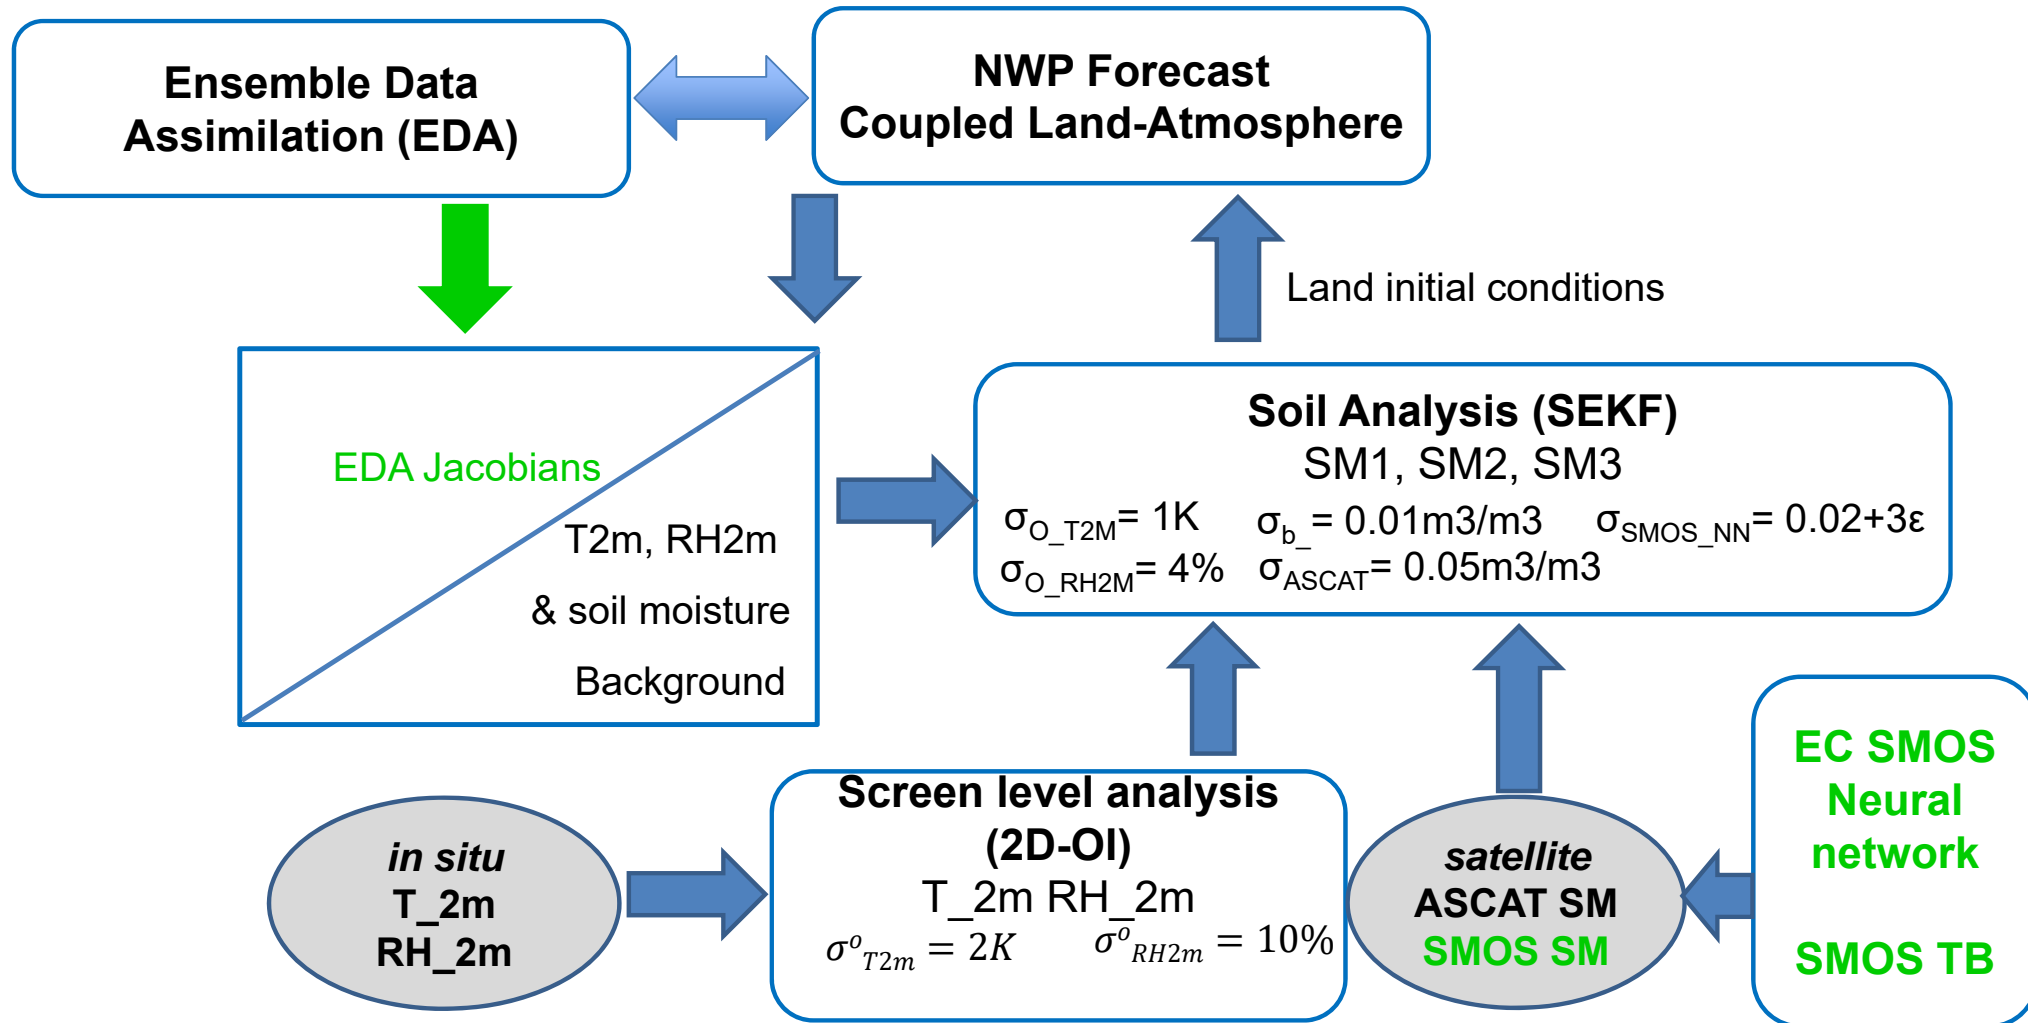 Ensemble Data
Assimilation (EDA)
NWP Forecast
Coupled Land-Atmosphere
Land initial conditions
EDA Jacobians
T2m, RH2m
& soil moisture
Background
Soil Analysis (SEKF)
SM1, SM2, SM3
σO_T2M= 1K σb_= 0.01m3/m3 σSMOS_NN= 0.02+3ε
σO_RH2M= 4% σASCAT= 0.05m3/m3
in situ
T_2m
RH_2m
Screen level analysis
(2D-OI)
T_2m RH_2m
σ°T2m = 2K σ°RH2m = 10%
satellite
ASCAT SM
SMOS SM
EC SMOS
Neural
network
SMOS TB